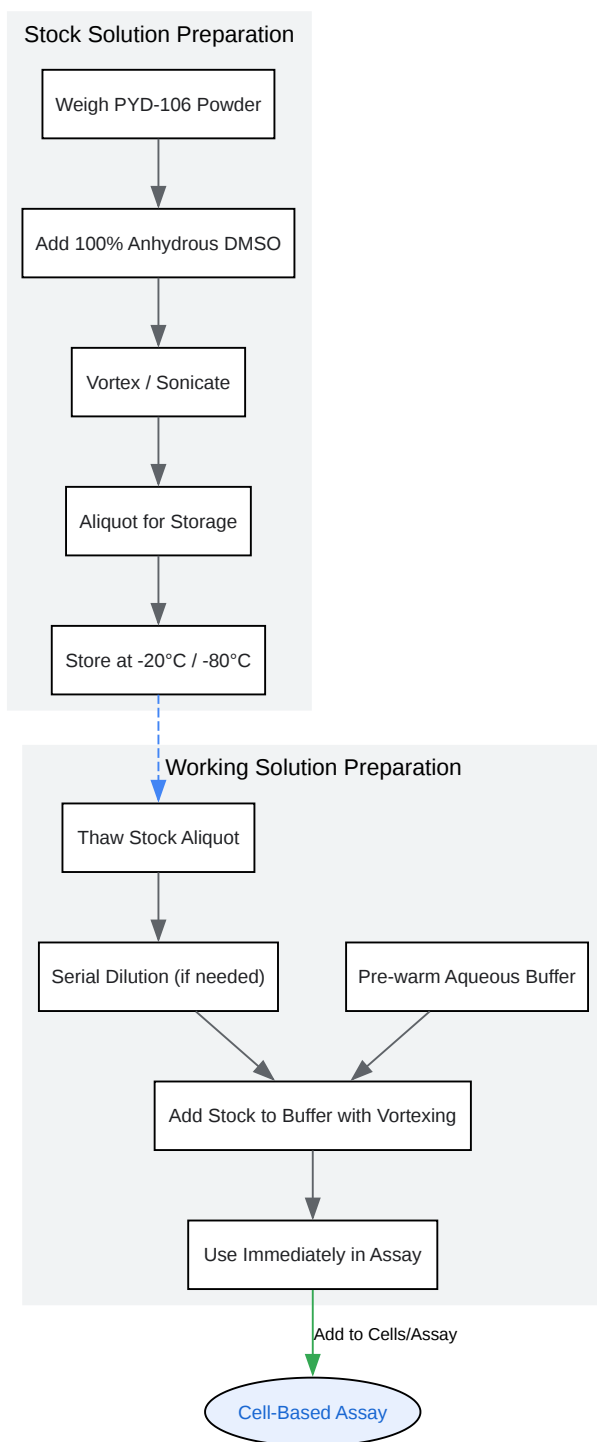 Stock Solution Preparation
Weigh PYD-106 Powder
Add 100% Anhydrous DMSO
Vortex / Sonicate
Aliquot for Storage
Store at -20°C / -80°C
Working Solution Preparation
Thaw Stock Aliquot
Serial Dilution (if needed)
Pre-warm Aqueous Buffer
Add Stock to Buffer with Vortexing
Use Immediately in Assay
Add to Cells/Assay
Cell-Based Assay